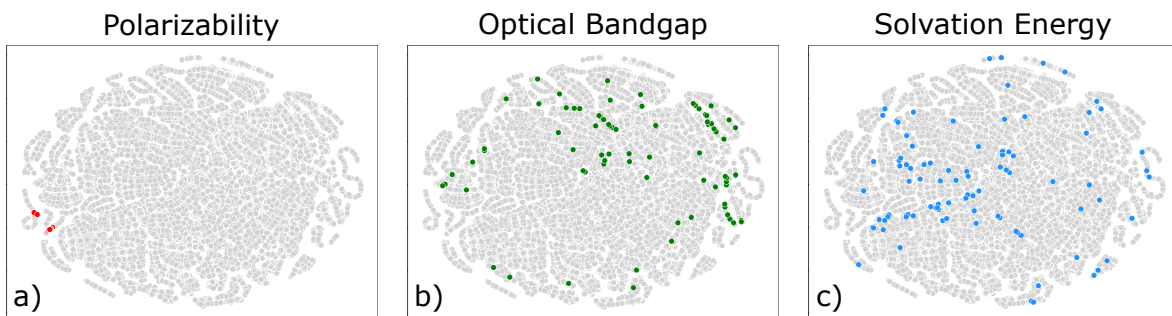 Polarizability
Optical Bandgap
Solvation Energy
a)
b)
c)